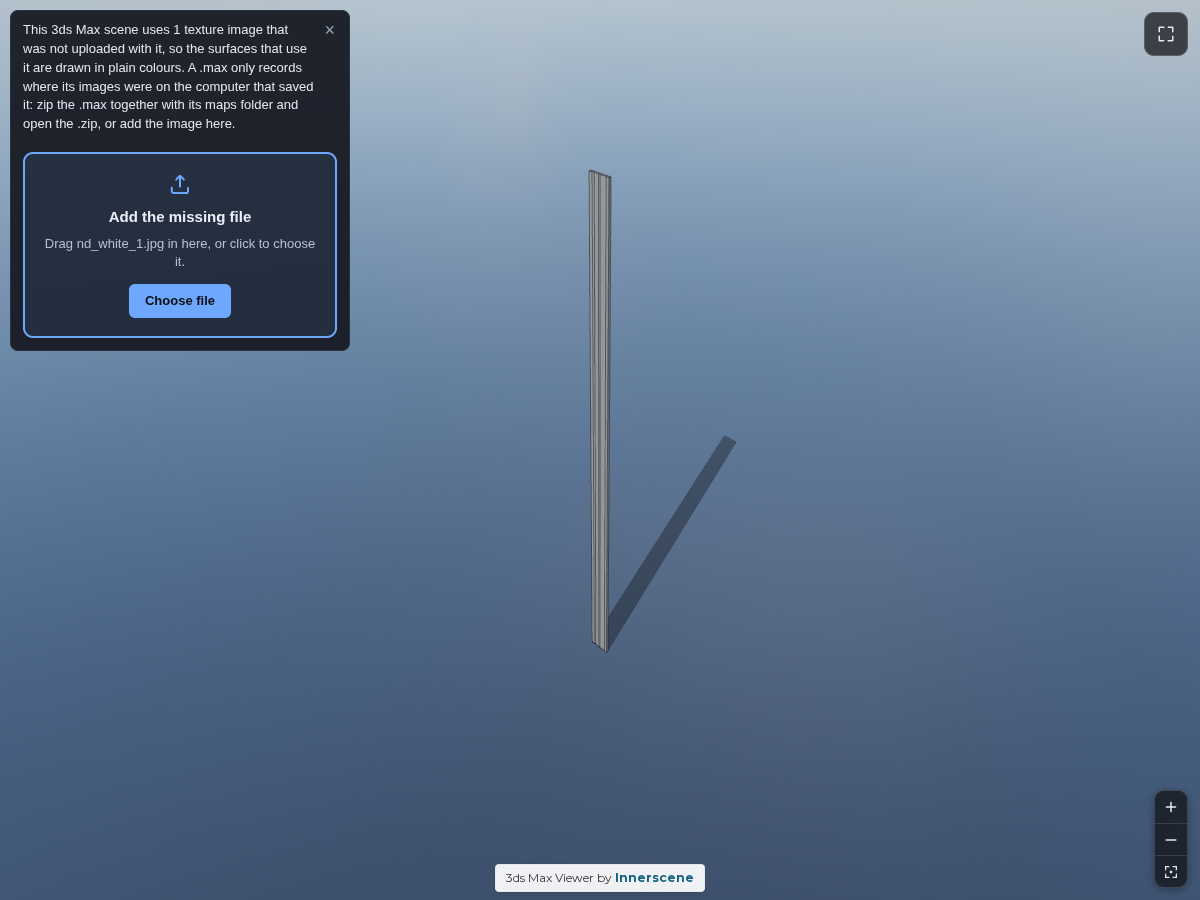 This 3ds Max scene uses 1 texture image that
was not uploaded with it, so the surfaces that use
it are drawn in plain colours. A .max only records
where its images were on the computer that saved
it: zip the .max together with its maps folder and
open the .zip, or add the image here.
×
Add the missing file
Drag nd_white_1.jpg in here, or click to choose
it.
Choose file
3ds Max Viewer by Innerscene